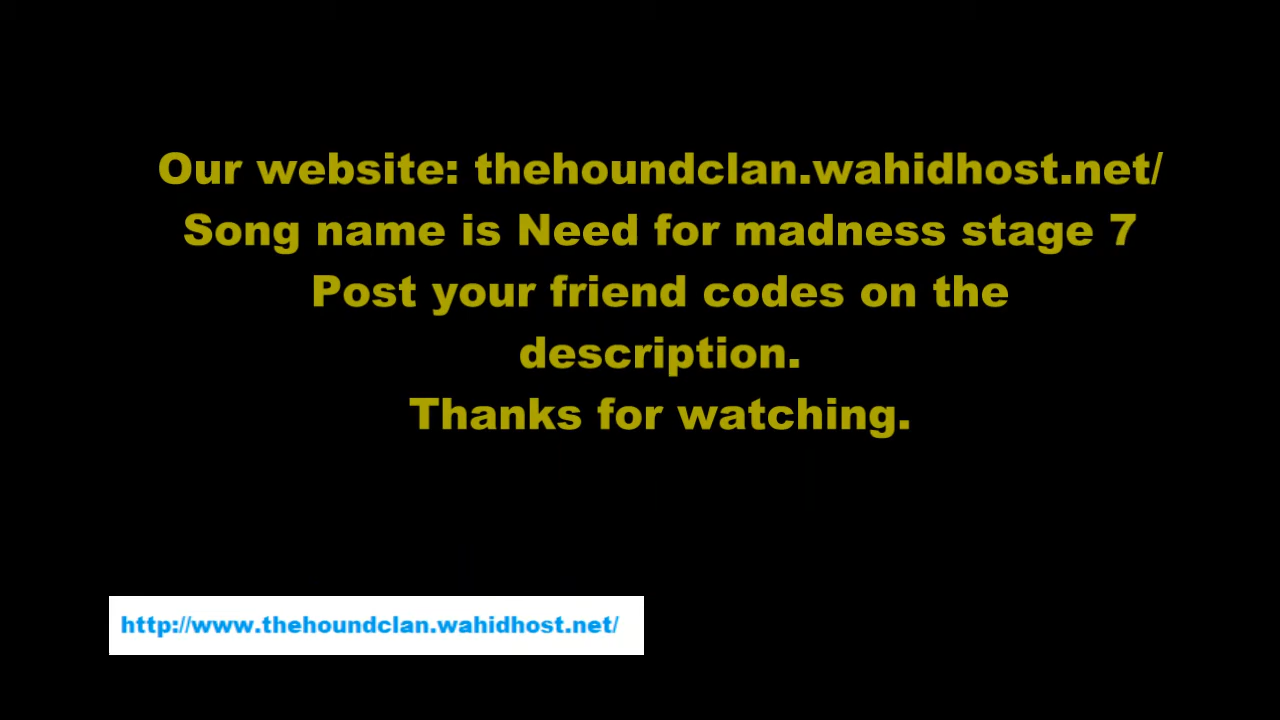 Our website: thehoundclan.wahidhost.net/
Song name is Need for madness stage 7
Post your friend codes on the
description.
Thanks for watching.
http://www.thehoundclan.wahidhost.net/